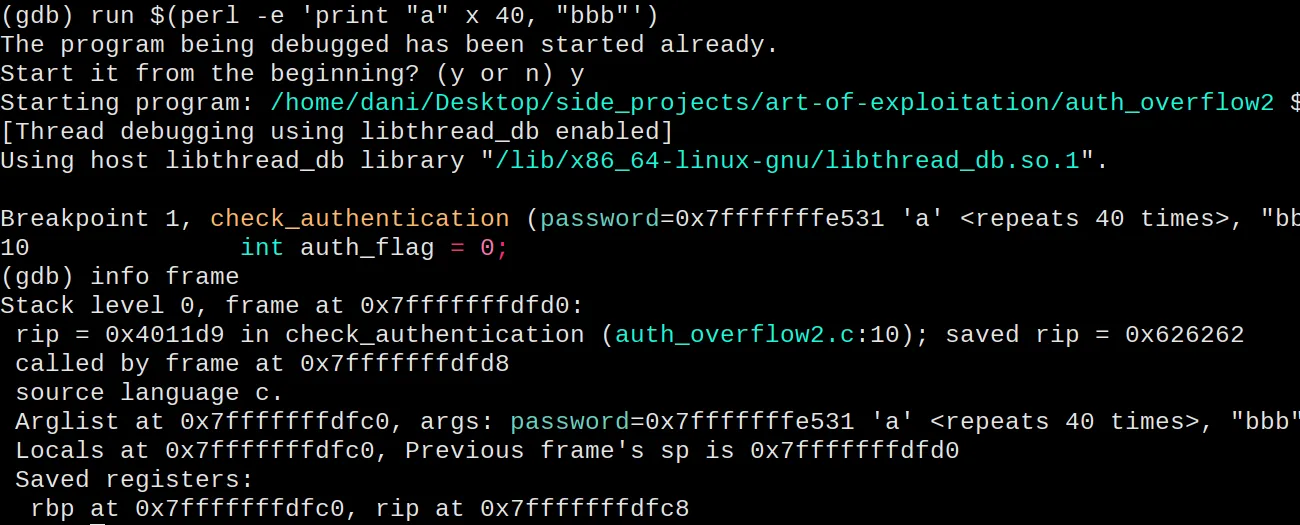 (gdb) run $(perl -e 'print "a" x 40, "bbb"')
The program being debugged has been started already.
Start it from the beginning? (y or n) y
Starting program: /home/dani/Desktop/side_projects/art-of-exploitation/auth_overflow2 $
[Thread debugging using libthread_db enabled]
Using host libthread_db library "/lib/x86_64-linux-gnu/libthread_db.so.1".
Breakpoint 1, check_authentication (password=0x7fffffffe531 'a' <repeats 40 times>, "bb
10 int auth_flag = 0;
(gdb) info frame
Stack level 0, frame at 0x7fffffffdfd0:
rip = 0x4011d9 in check_authentication (auth_overflow2.c:10); saved rip = 0x626262
called by frame at 0x7fffffffdfd8
source language c.
Arglist at 0x7fffffffdfc0, args: password=0x7fffffffe531 'a' <repeats 40 times>, "bbb"
Locals at 0x7fffffffdfc0, Previous frame's sp is 0x7fffffffdfd0
Saved registers:
rbp at 0x7fffffffdfc0, rip at 0x7fffffffdfc8